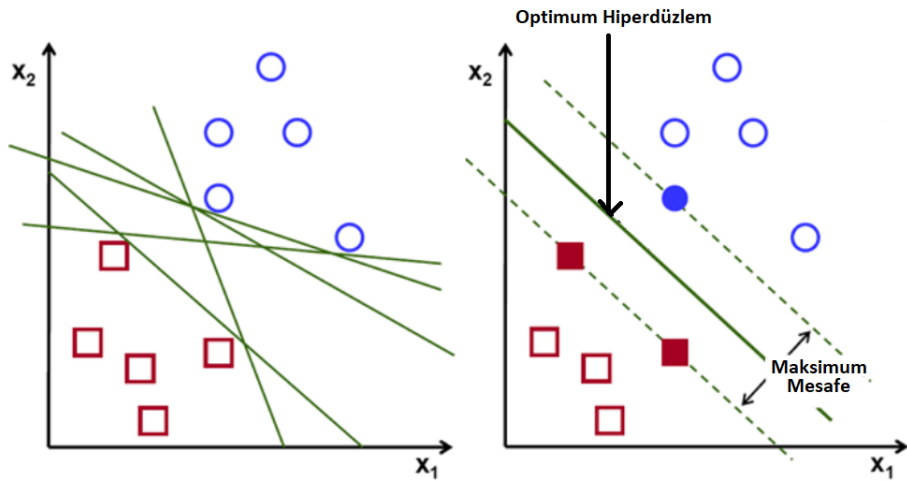 Optimum Hiperdüzlem
x₂
x₂
Maksimum
Mesafe
x₁
x₁